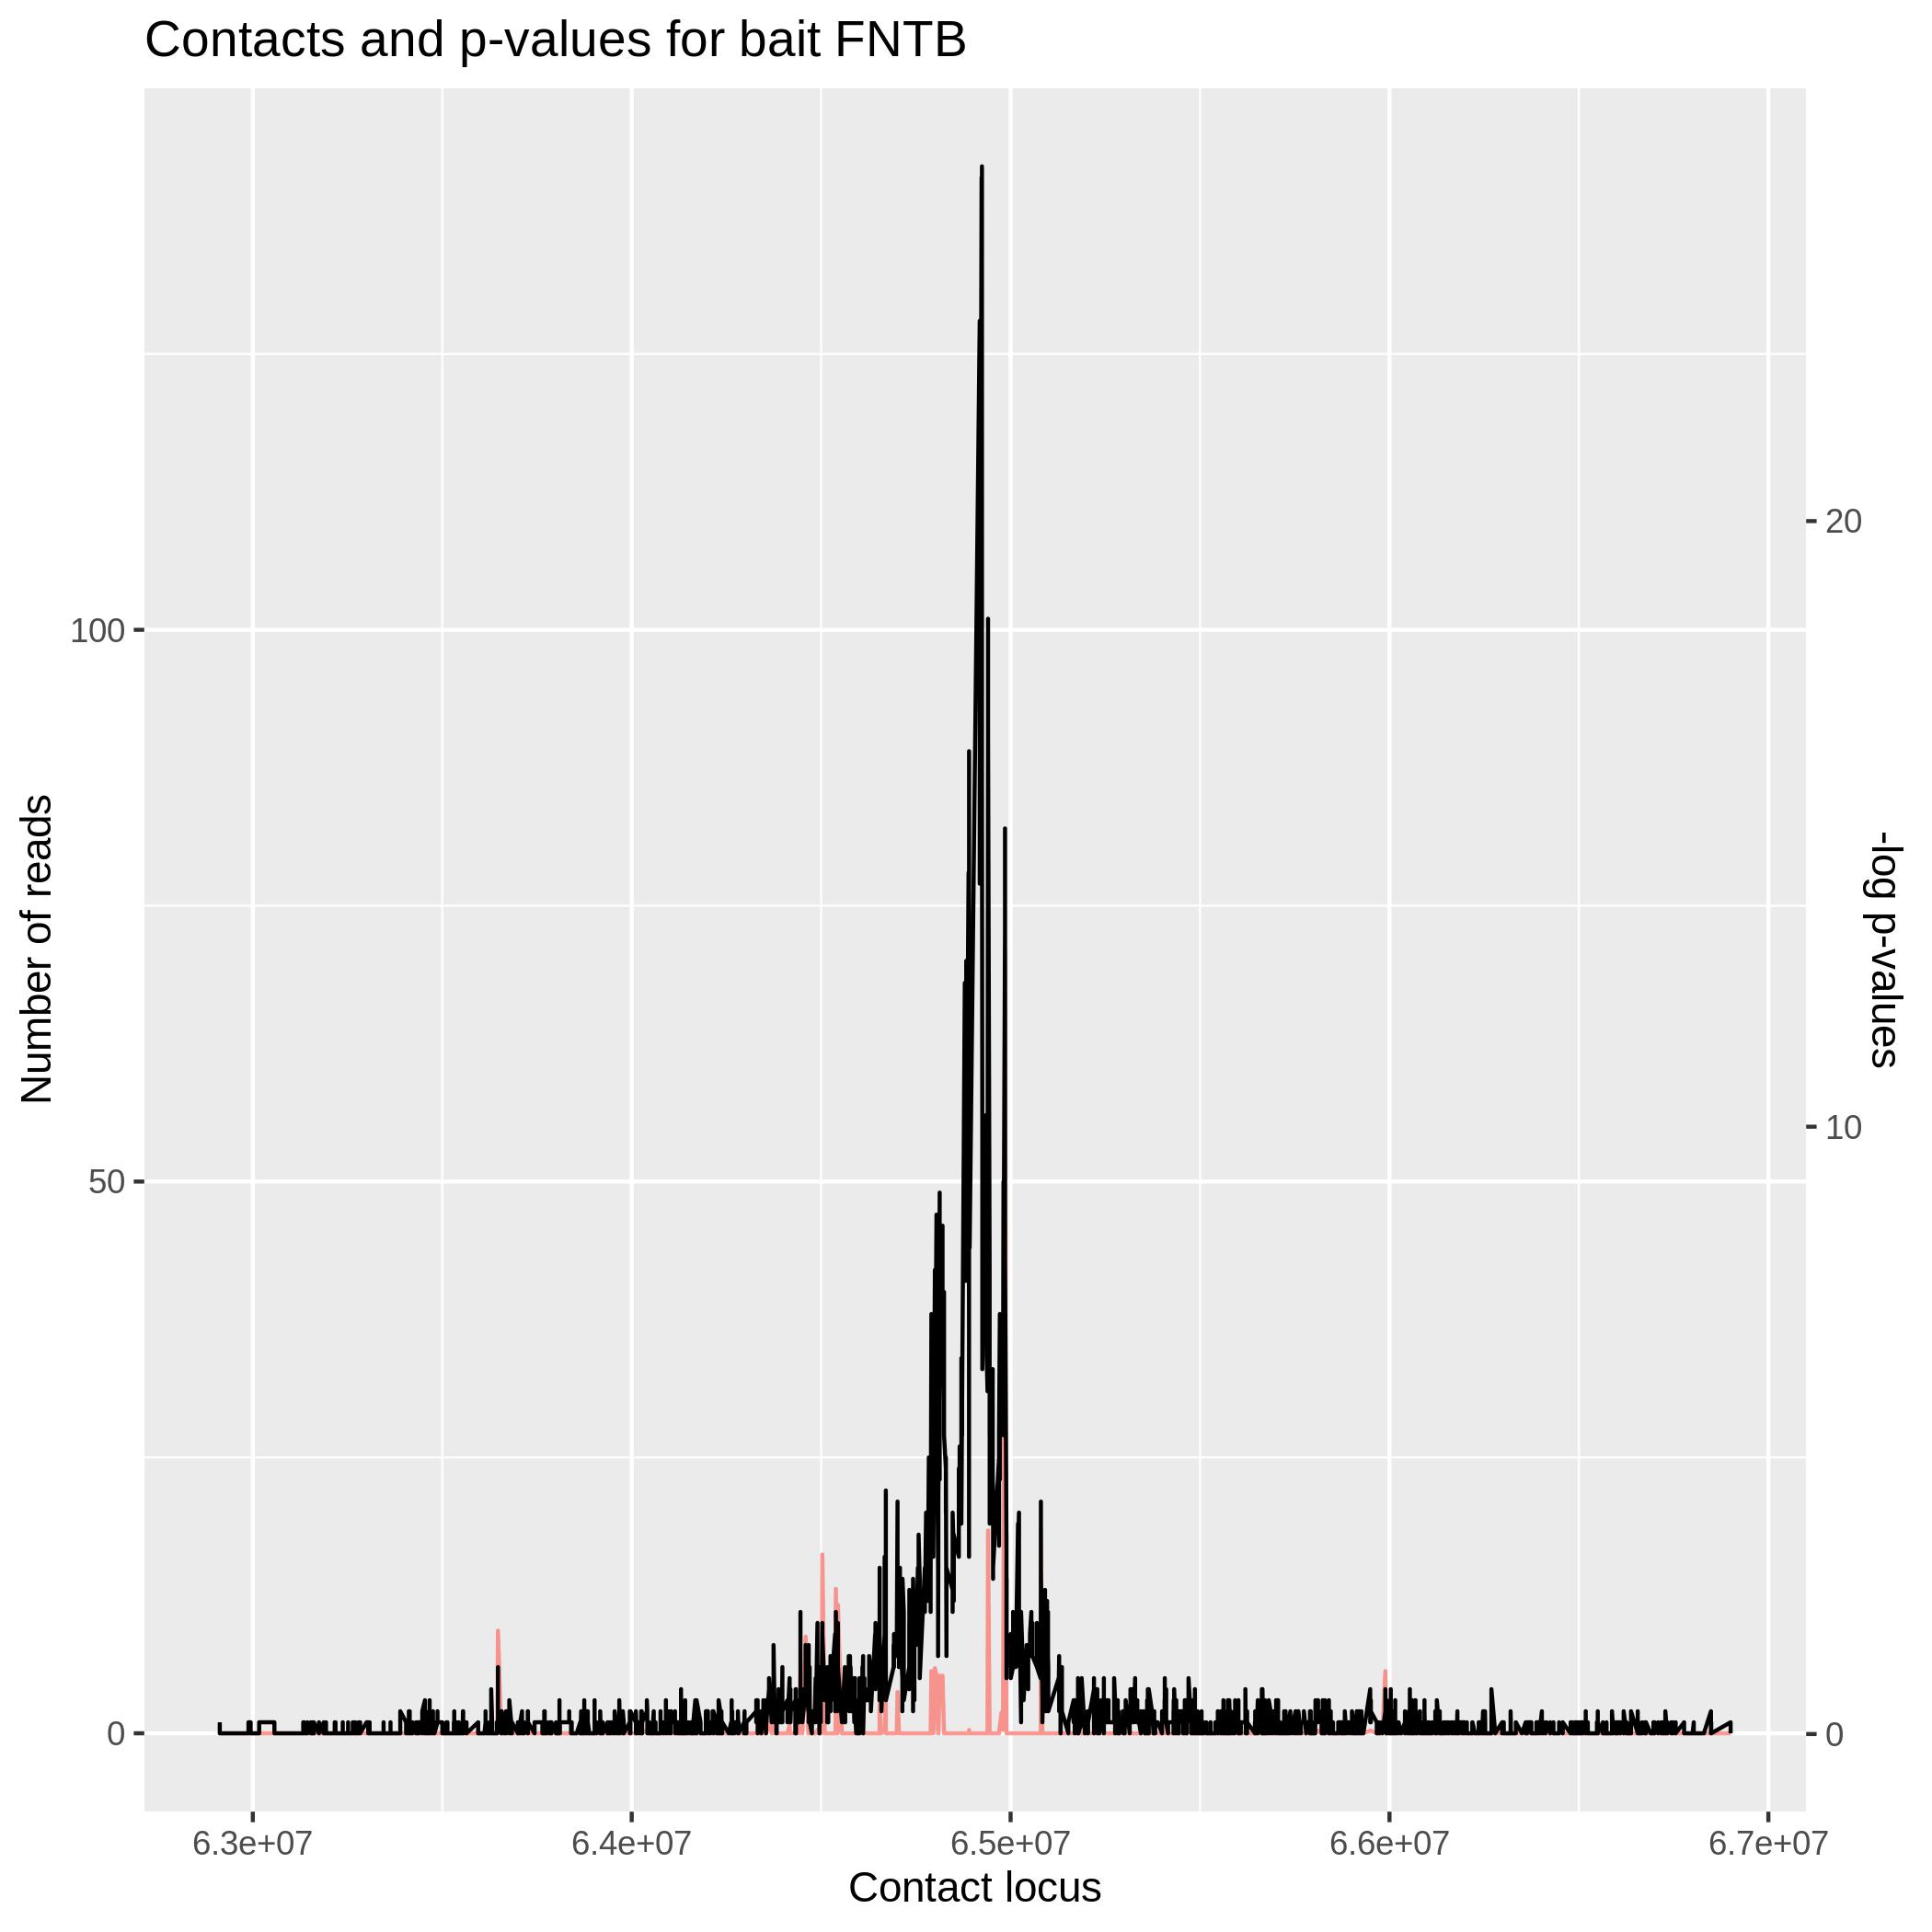 Contacts and p-values for bait FNTB
Number of reads
100
50
0
20
10
0
-log p-values
6.3e+07
6.4e+07
6.5e+07
6.6e+07
6.7e+07
Contact locus